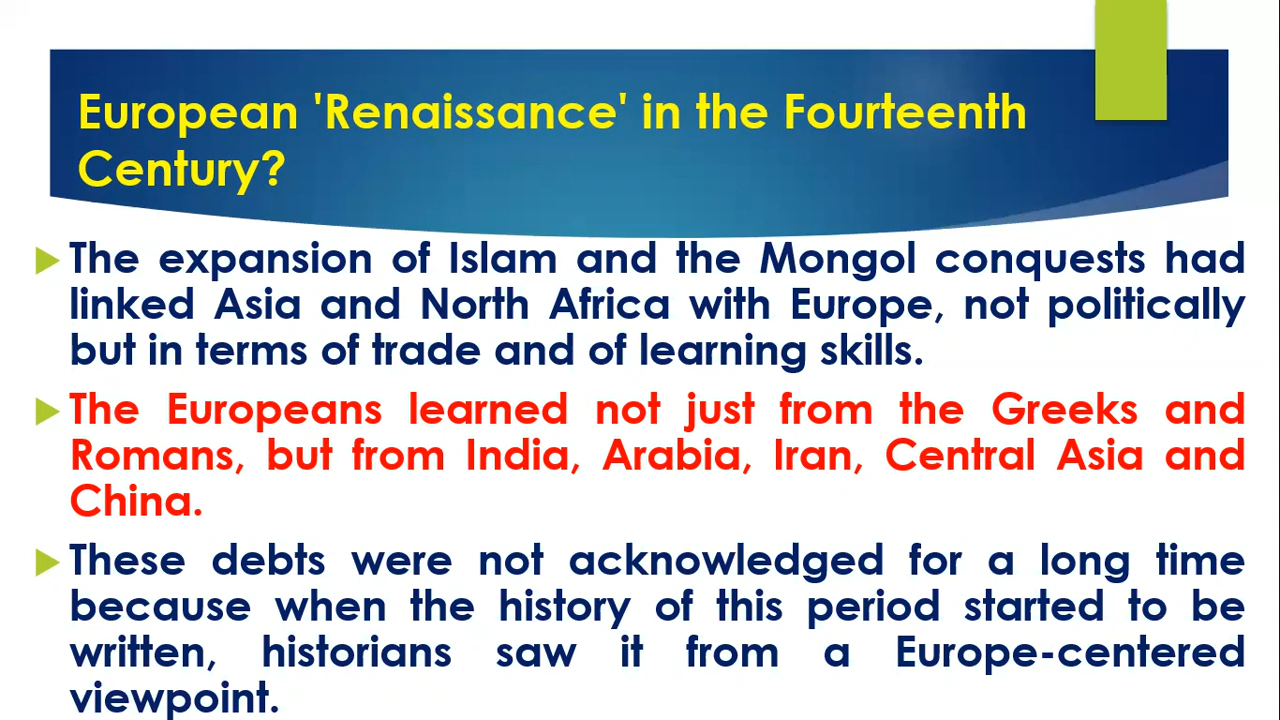 European 'Renaissance' in the Fourteenth
Century?
The expansion of Islam and the Mongol conquests had
linked Asia and North Africa with Europe, not politically
but in terms of trade and of learning skills.
The Europeans learned not just from the Greeks and
Romans, but from India, Arabia, Iran, Central Asia and
China.
These debts were not acknowledged for a long time
because when the history of this period started to be
written, historians saw it from a Europe-centered
viewpoint.